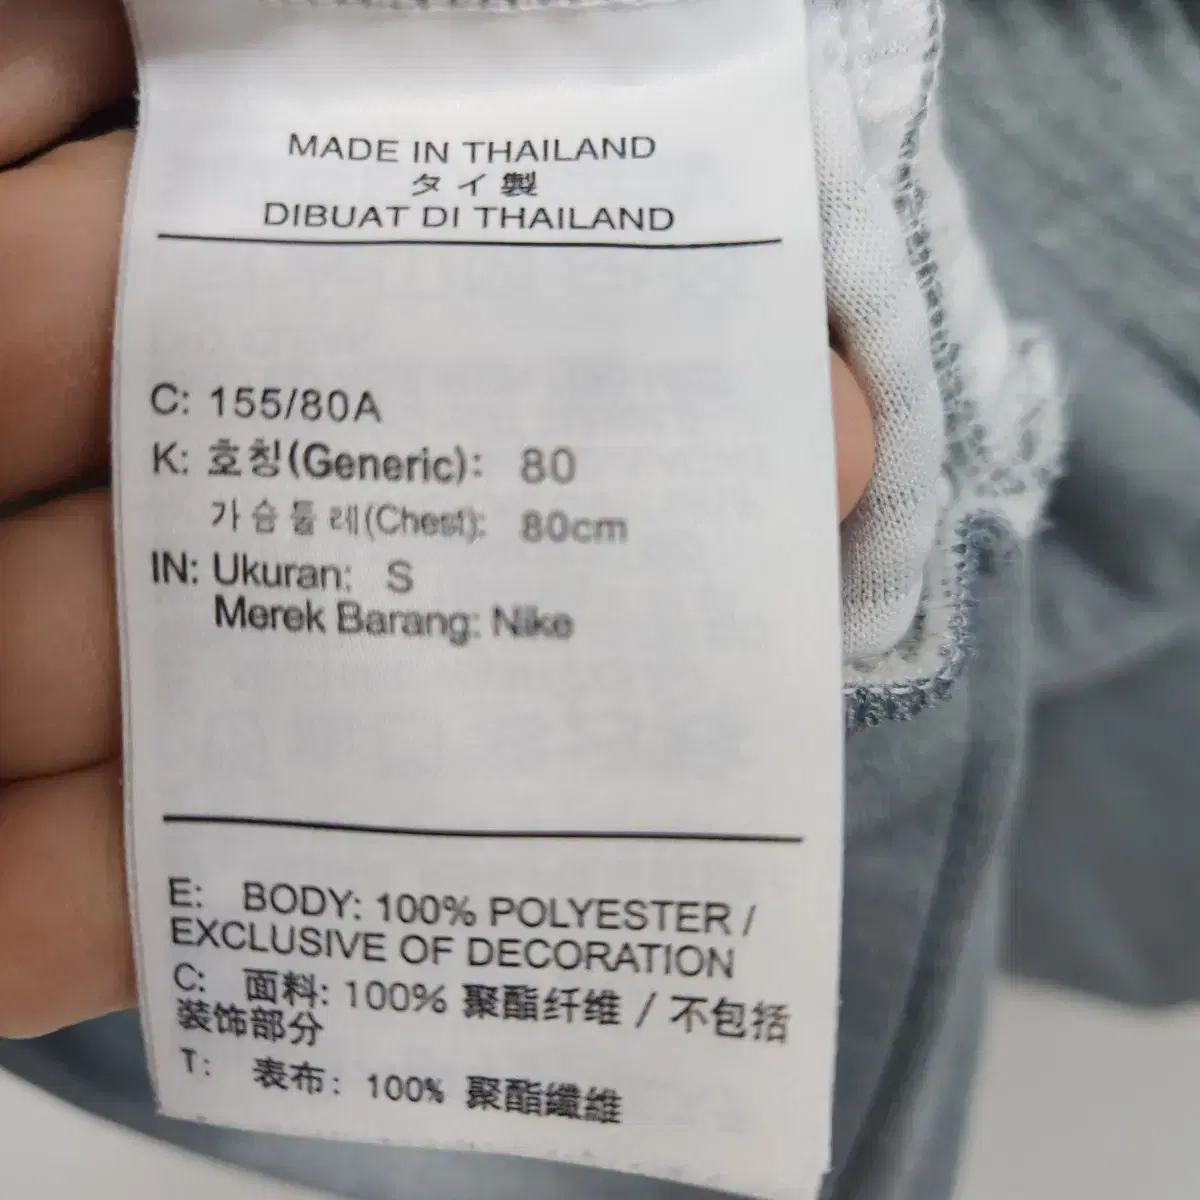 MADE IN THAILAND
タイ製
DIBUAT DI THAILAND
C: 155/80A
K: 호칭(Generic): 80
가슴둘레(Chest): 80cm
IN: Ukuran: S
Merek Barang: Nike
E: BODY: 100% POLYESTER /
EXCLUSIVE OF DECORATION
C: 面料: 100% 聚酯纤维 / 不包括
装饰部分
T: 表布: 100% 聚酯纖維